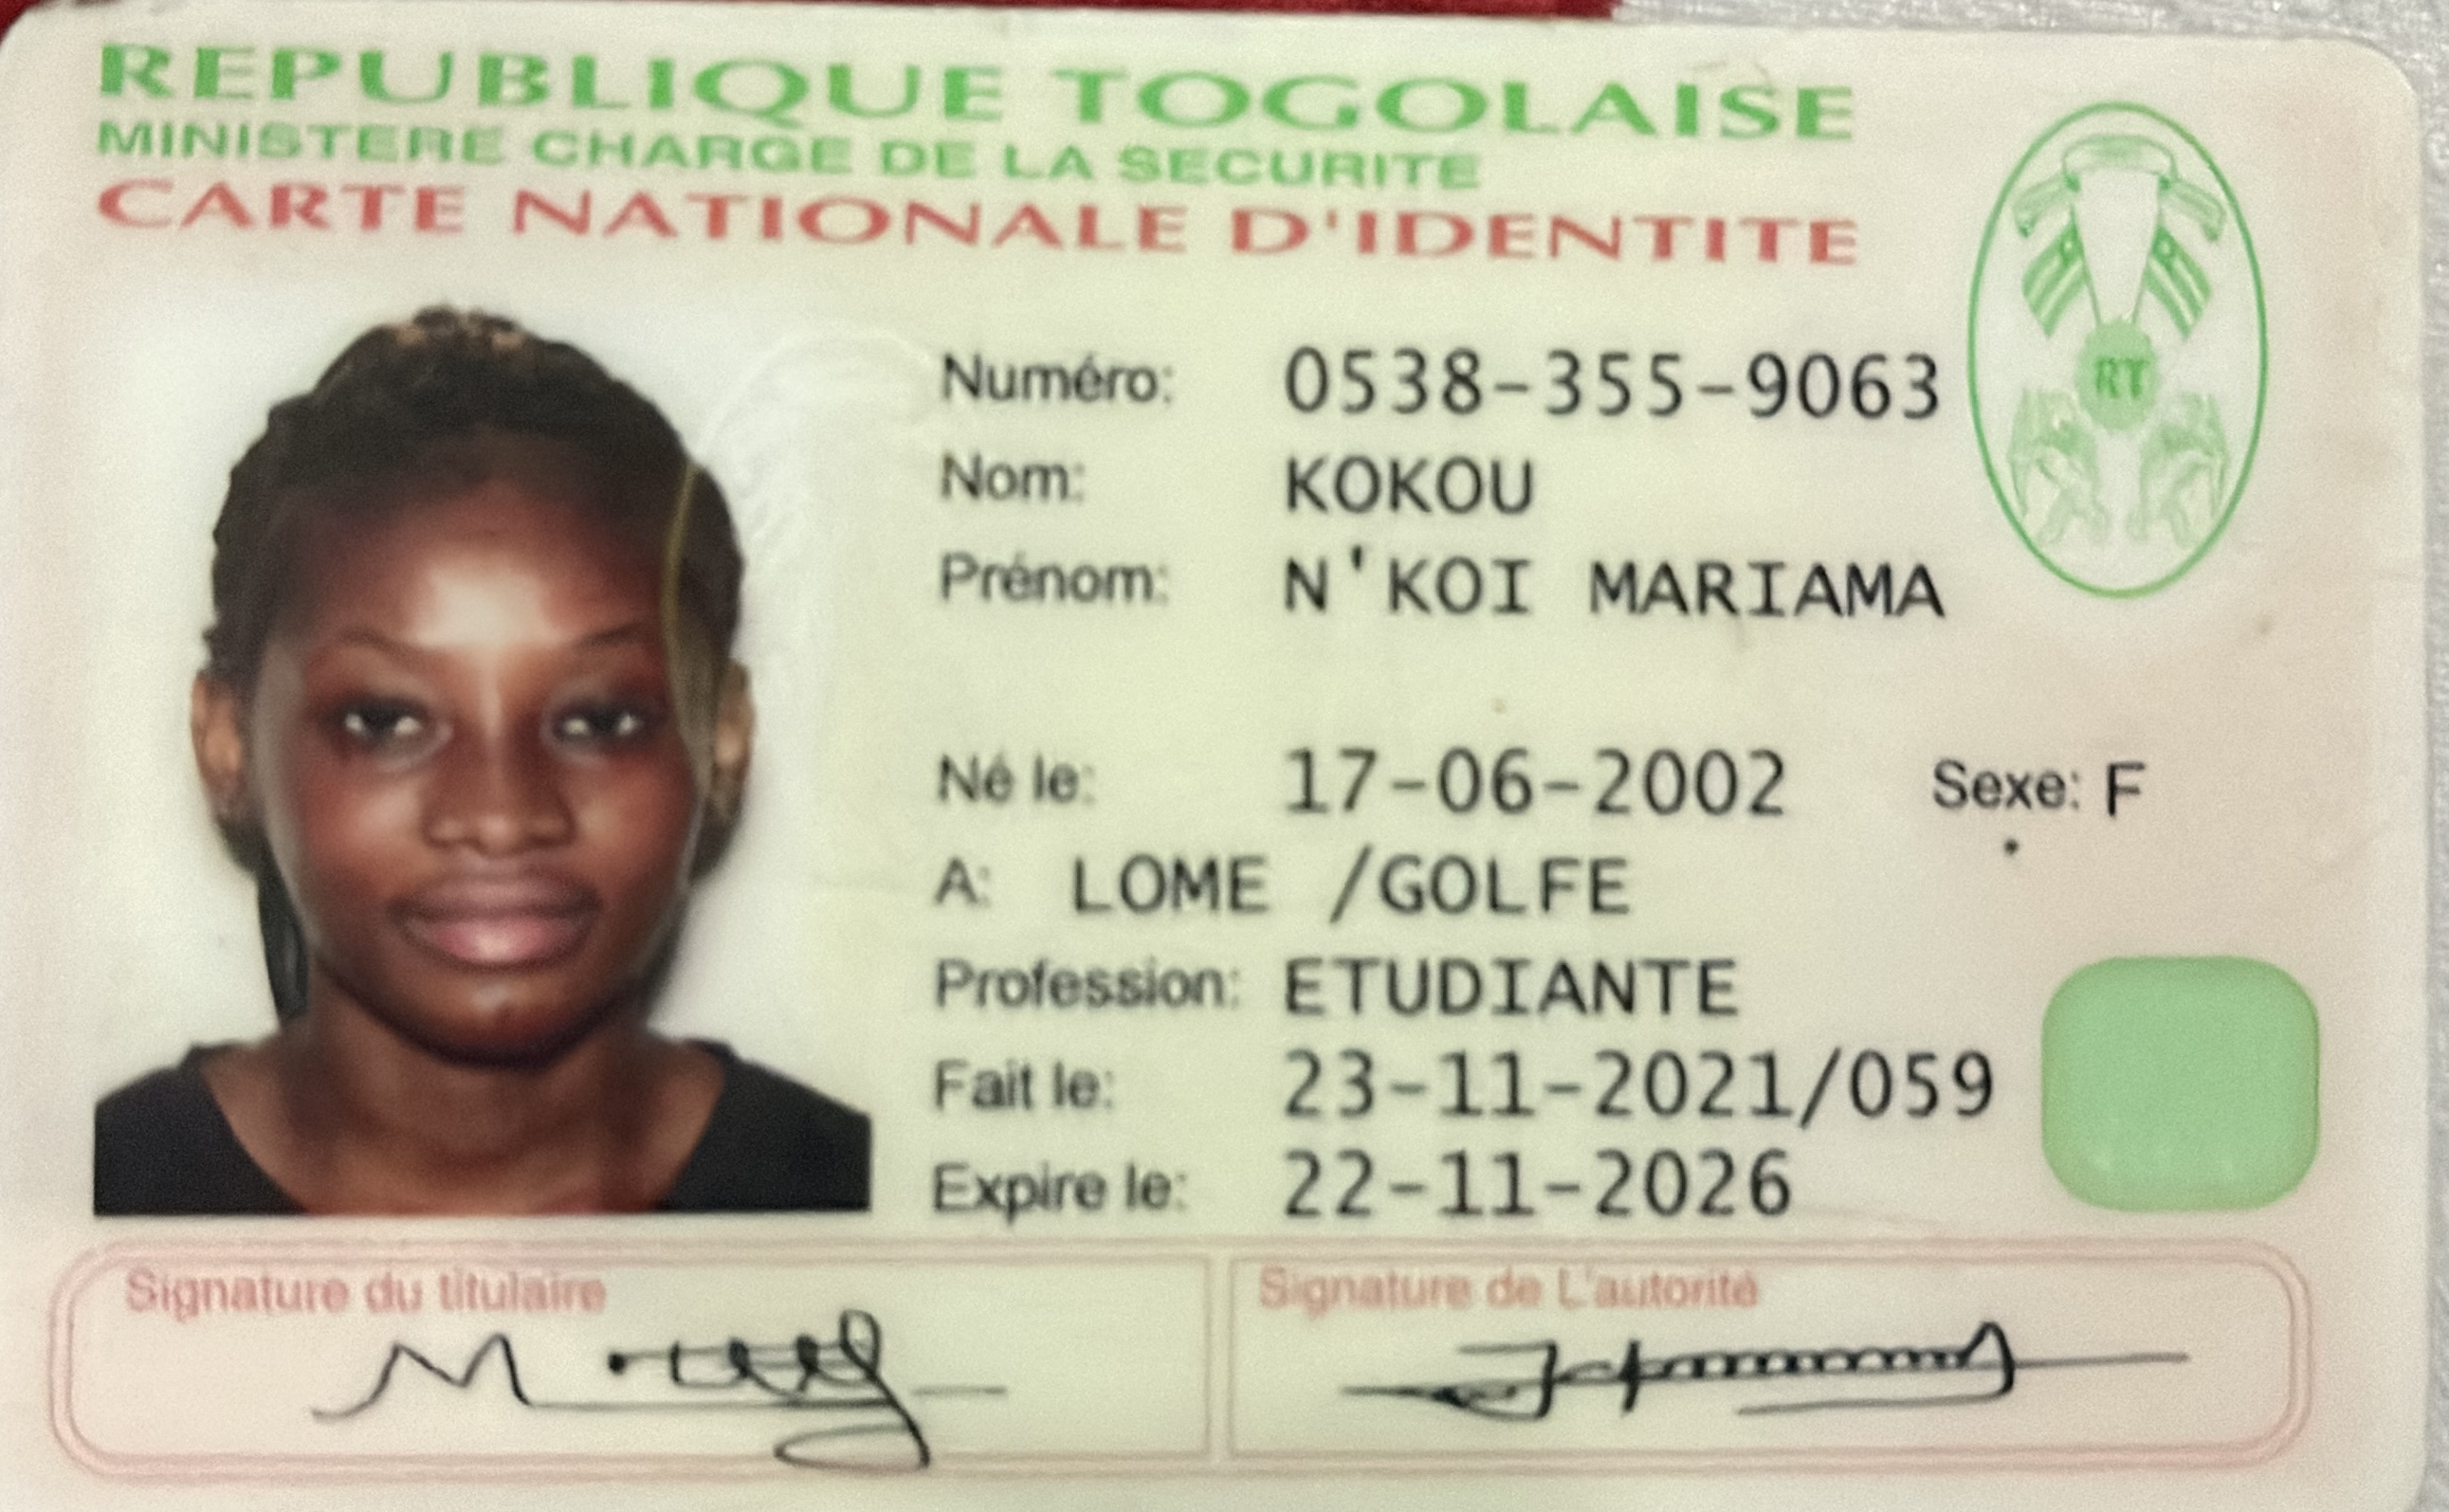 REPUBLIQUE TOGOLAISE
MINISTERE CHARGE DE LA SECURITE
CARTE NATIONALE D'IDENTITE
RT
Numéro: 0538-355-9063
Nom: KOKOU
Prénom: N'KOI MARIAMA
Né le: 17-06-2002 Sexe: F
A: LOME /GOLFE
Profession: ETUDIANTE
Fait le: 23-11-2021/059
Expire le: 22-11-2026
Signature du titulaire
Signature de L'autorité